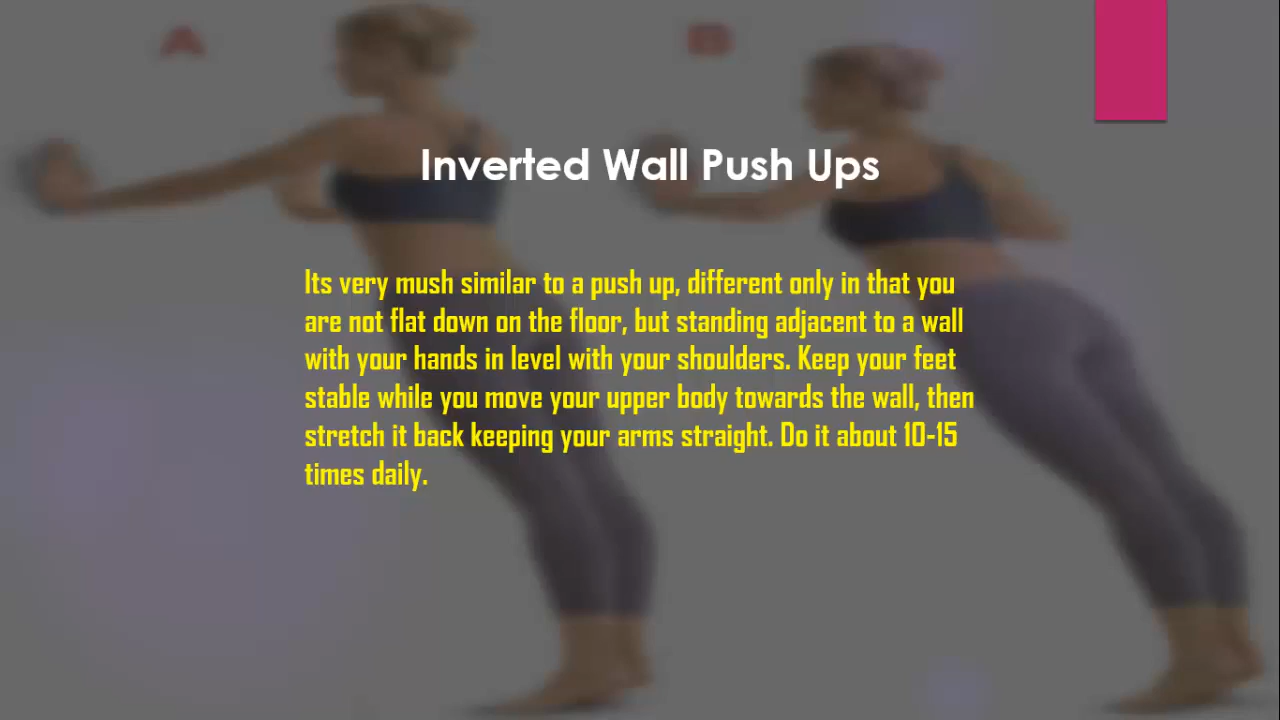 A
B
Inverted Wall Push Ups
Its very mush similar to a push up, different only in that you
are not flat down on the floor, but standing adjacent to a wall
with your hands in level with your shoulders. Keep your feet
stable while you move your upper body towards the wall, then
stretch it back keeping your arms straight. Do it about 10-15
times daily.